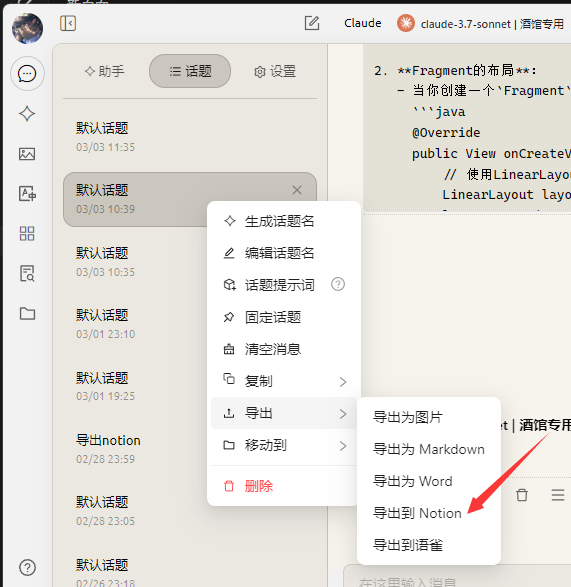 Claude
claude-3.7-sonnet | 酒馆专用
助手
话题
设置
默认话题
03/03 11:35
默认话题
03/03 10:39
默认话题
03/03 10:35
默认话题
03/01 23:10
默认话题
03/01 19:25
导出notion
02/28 23:59
默认话题
02/28 23:05
默认话题
02/26 23:18
2. **Fragment的布局**：
- 当你创建一个`Fragment`
```java
@Override
public View onCreateV
// 使用LinearLayou
LinearLayout layo
生成话题名
编辑话题名
话题提示词
固定话题
清空消息
复制
导出
移动到
删除
导出为图片
导出为 Markdown
导出为 Word
导出到 Notion
导出到语雀
net | 酒馆专用
在这里输入消息